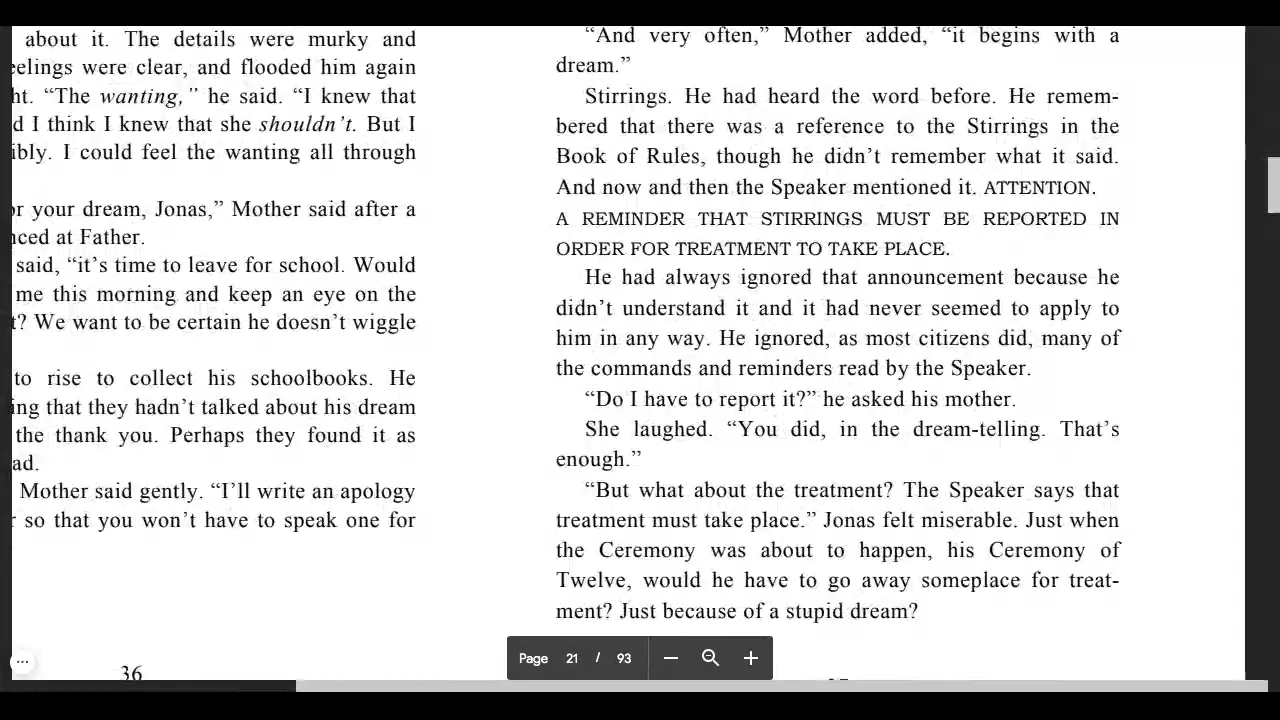 about it. The details were murky and
eelings were clear, and flooded him again
ht. “The wanting,” he said. “I knew that
d I think I knew that she shouldn’t. But I
ibly. I could feel the wanting all through
or your dream, Jonas,” Mother said after a
nced at Father.
said, “it’s time to leave for school. Would
me this morning and keep an eye on the
t? We want to be certain he doesn’t wiggle
to rise to collect his schoolbooks. He
ing that they hadn’t talked about his dream
the thank you. Perhaps they found it as
ad.
Mother said gently. “I’ll write an apology
r so that you won’t have to speak one for
36
“And very often,” Mother added, “it begins with a
dream.”
Stirrings. He had heard the word before. He remem-
bered that there was a reference to the Stirrings in the
Book of Rules, though he didn’t remember what it said.
And now and then the Speaker mentioned it. ATTENTION.
A REMINDER THAT STIRRINGS MUST BE REPORTED IN
ORDER FOR TREATMENT TO TAKE PLACE.
He had always ignored that announcement because he
didn’t understand it and it had never seemed to apply to
him in any way. He ignored, as most citizens did, many of
the commands and reminders read by the Speaker.
“Do I have to report it?” he asked his mother.
She laughed. “You did, in the dream-telling. That’s
enough.”
“But what about the treatment? The Speaker says that
treatment must take place.” Jonas felt miserable. Just when
the Ceremony was about to happen, his Ceremony of
Twelve, would he have to go away someplace for treat-
ment? Just because of a stupid dream?
Page 21 / 93